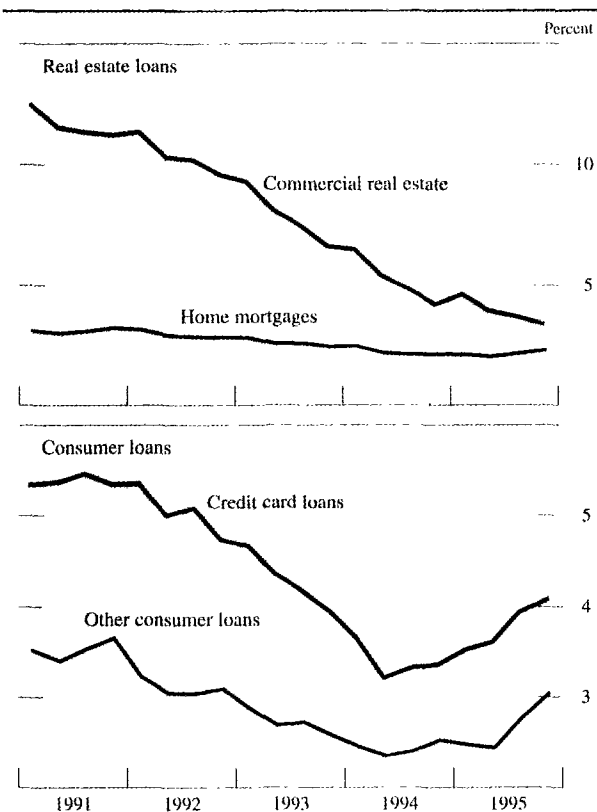 Percent
Real estate loans
10
Commercial real estate
5
Home mortgages
Consumer loans
Credit card loans
5
4
Other consumer loans
3
1991 1992 1993 1994 1995